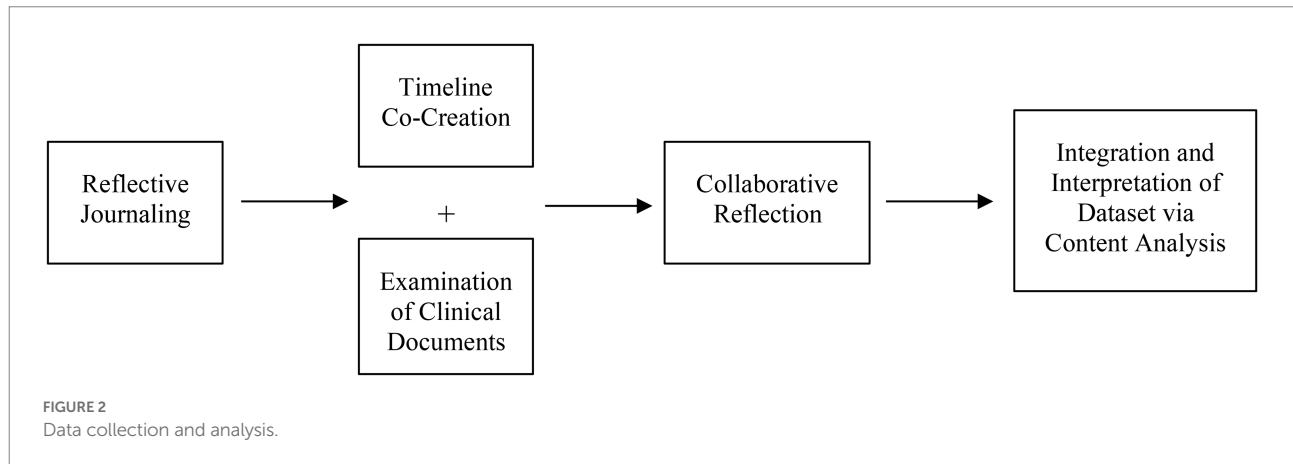 Reflective
Journaling
Timeline
Co-Creation
+
Examination
of Clinical
Documents
Collaborative
Reflection
Integration and
Interpretation of
Dataset via
Content Analysis
FIGURE 2
Data collection and analysis.